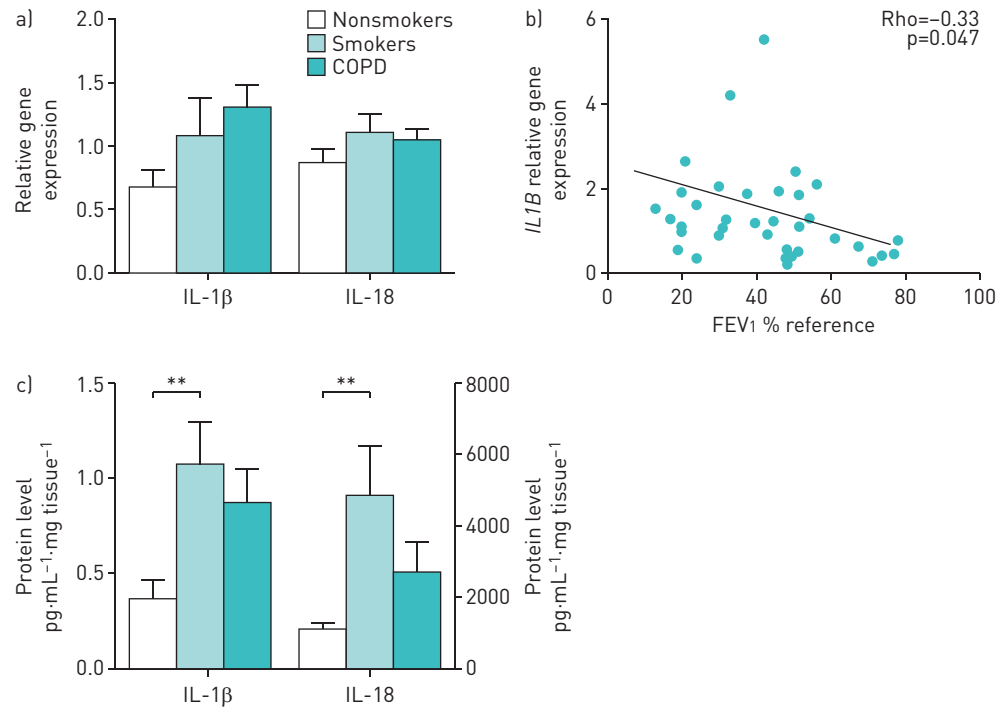 a)
Relative gene
expression
2.0
1.5
1.0
0.5
0.0
Nonsmokers
Smokers
COPD
IL-1β
IL-18
b)
IL1B relative gene
expression
6
4
2
0
Rho=–0.33
p=0.047
0
20
40
60
80
100
FEV1 % reference
c)
Protein level
pg·mL⁻¹·mg tissue⁻¹
1.5
1.0
0.5
0.0
**
**
8000
6000
4000
2000
0
Protein level
pg·mL⁻¹·mg tissue⁻¹
IL-1β
IL-18